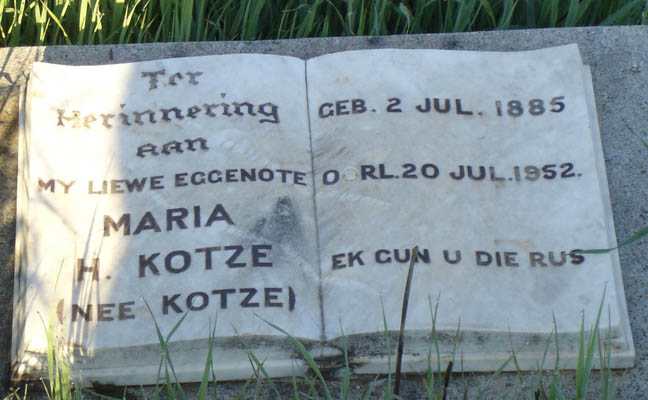 Ter
Herinnering
aan
MY LIEWE EGGENOTE
MARIA
H. KOTZE
(NEE KOTZE)
GEB. 2 JUL. 1885
OORL. 20 JUL. 1952.
EK GUN U DIE RUS